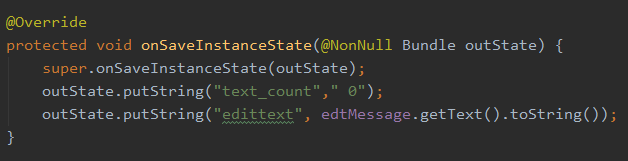 @Override
protected void onSaveInstanceState(@NonNull Bundle outState) {
super.onSaveInstanceState(outState);
outState.putString("text_count"," 0");
outState.putString("edittext", edtMessage.getText().toString());
}